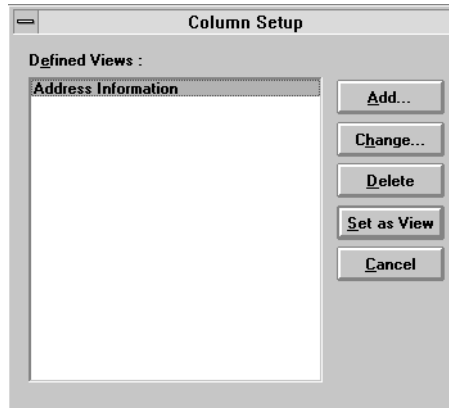 Column Setup
Defined Views :
Address Information
Add...
Change...
Delete
Set as View
Cancel